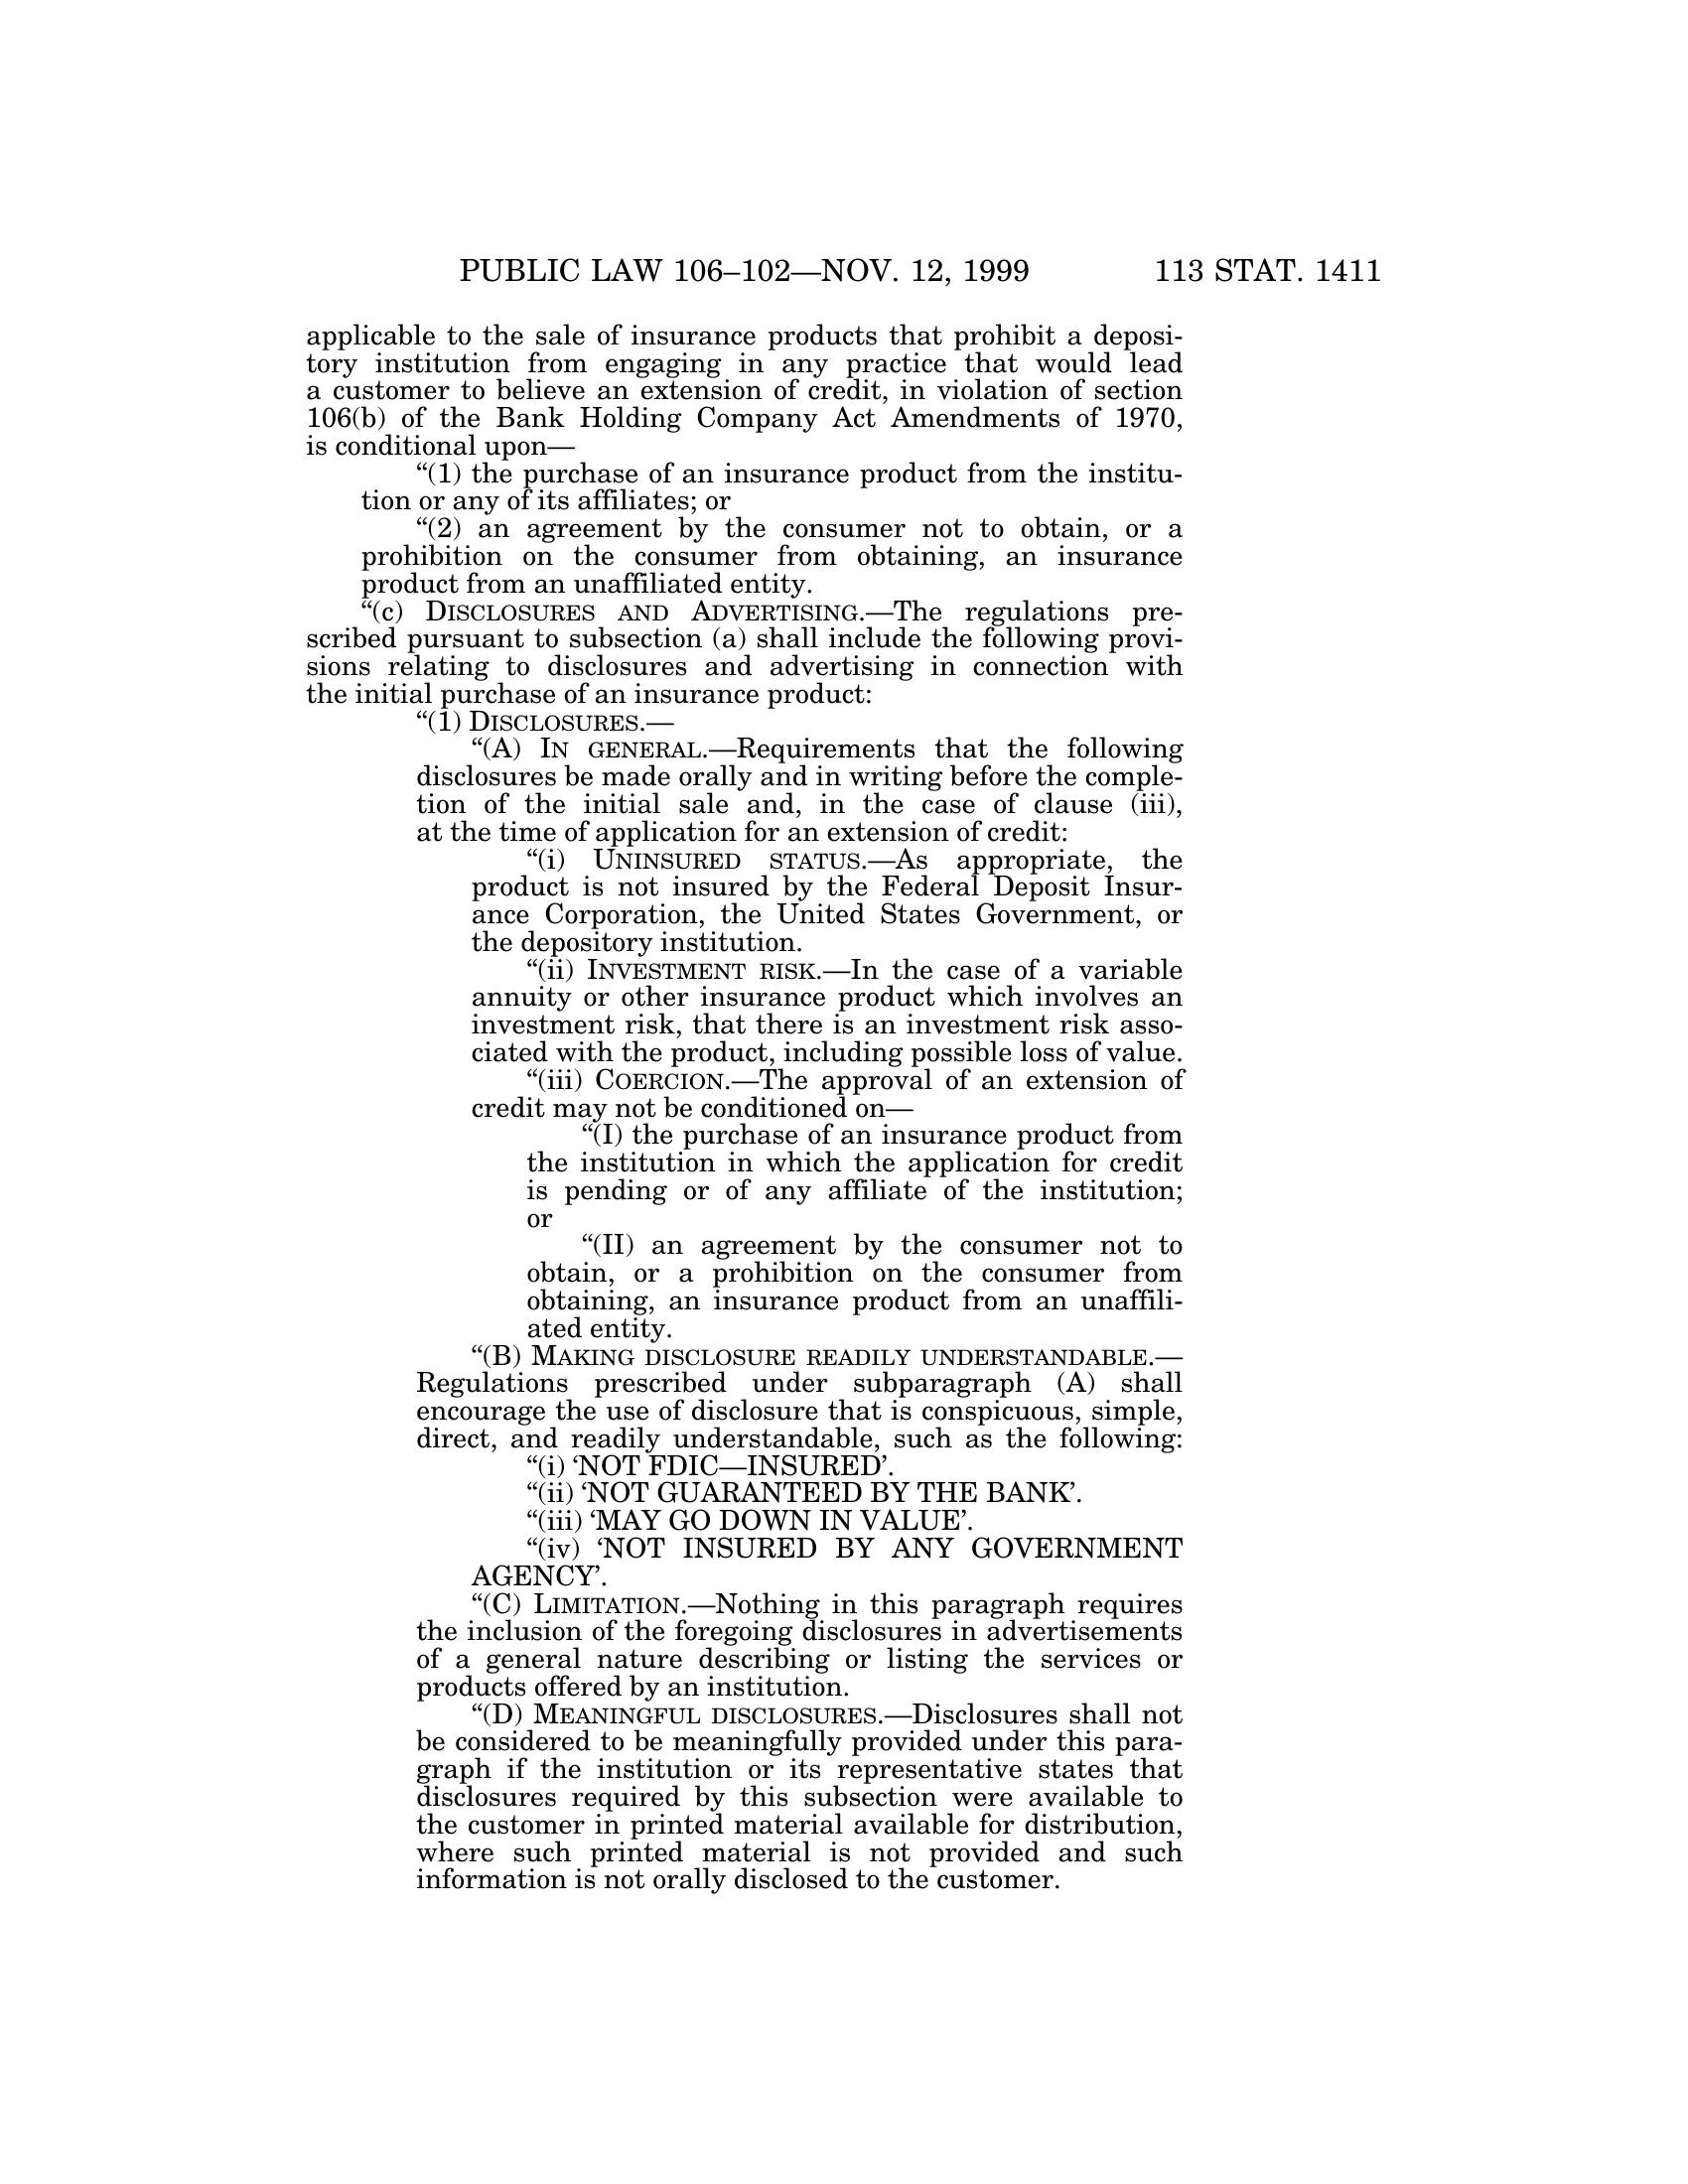 PUBLIC LAW 106–102—NOV. 12, 1999 113 STAT. 1411
applicable to the sale of insurance products that prohibit a deposi-
tory institution from engaging in any practice that would lead
a customer to believe an extension of credit, in violation of section
106(b) of the Bank Holding Company Act Amendments of 1970,
is conditional upon—
“(1) the purchase of an insurance product from the institu-
tion or any of its affiliates; or
“(2) an agreement by the consumer not to obtain, or a
prohibition on the consumer from obtaining, an insurance
product from an unaffiliated entity.
“(c) DISCLOSURES AND ADVERTISING.—The regulations pre-
scribed pursuant to subsection (a) shall include the following provi-
sions relating to disclosures and advertising in connection with
the initial purchase of an insurance product:
“(1) DISCLOSURES.—
“(A) IN GENERAL.—Requirements that the following
disclosures be made orally and in writing before the comple-
tion of the initial sale and, in the case of clause (iii),
at the time of application for an extension of credit:
“(i) UNINSURED STATUS.—As appropriate, the
product is not insured by the Federal Deposit Insur-
ance Corporation, the United States Government, or
the depository institution.
“(ii) INVESTMENT RISK.—In the case of a variable
annuity or other insurance product which involves an
investment risk, that there is an investment risk asso-
ciated with the product, including possible loss of value.
“(iii) COERCION.—The approval of an extension of
credit may not be conditioned on—
“(I) the purchase of an insurance product from
the institution in which the application for credit
is pending or of any affiliate of the institution;
or
“(II) an agreement by the consumer not to
obtain, or a prohibition on the consumer from
obtaining, an insurance product from an unaffili-
ated entity.
“(B) MAKING DISCLOSURE READILY UNDERSTANDABLE.—
Regulations prescribed under subparagraph (A) shall
encourage the use of disclosure that is conspicuous, simple,
direct, and readily understandable, such as the following:
“(i) ‘NOT FDIC—INSURED’.
“(ii) ‘NOT GUARANTEED BY THE BANK’.
“(iii) ‘MAY GO DOWN IN VALUE’.
“(iv) ‘NOT INSURED BY ANY GOVERNMENT
AGENCY’.
“(C) LIMITATION.—Nothing in this paragraph requires
the inclusion of the foregoing disclosures in advertisements
of a general nature describing or listing the services or
products offered by an institution.
“(D) MEANINGFUL DISCLOSURES.—Disclosures shall not
be considered to be meaningfully provided under this para-
graph if the institution or its representative states that
disclosures required by this subsection were available to
the customer in printed material available for distribution,
where such printed material is not provided and such
information is not orally disclosed to the customer.